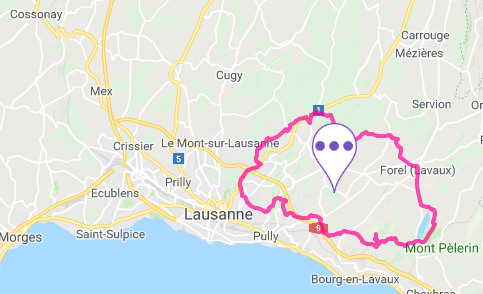 Cossonay
Carrouge
Mézières
Cugy
Mex
1
Servion
Crissier
Le Mont-sur-Lausanne
5
Prilly
Forel (Lavaux)
Ecublens
Lausanne
Morges
Saint-Sulpice
Pully
9
Mont Pèlerin
Bourg-en-Lavaux